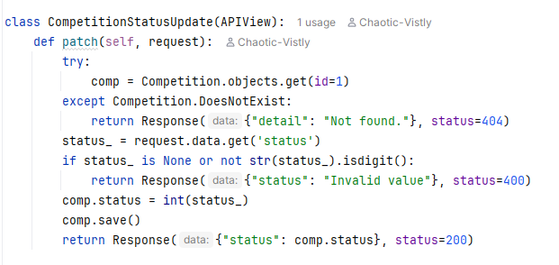 class CompetitionStatusUpdate(APIView): 1 usage Chaotic-Vistly
    def patch(self, request): Chaotic-Vistly
        try:
            comp = Competition.objects.get(id=1)
        except Competition.DoesNotExist:
            return Response( data: {"detail": "Not found."}, status=404)
        status_ = request.data.get('status')
        if status_ is None or not str(status_).isdigit():
            return Response( data: {"status": "Invalid value"}, status=400)
        comp.status = int(status_)
        comp.save()
        return Response( data: {"status": comp.status}, status=200)